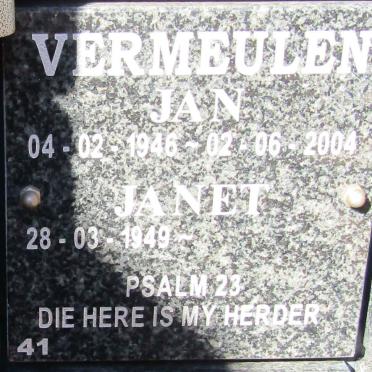 VERMEULEN
JAN
04 - 02 - 1946 ~ 02 - 06 - 2004
JANET
28 - 03 - 1949 ~
PSALM 23
DIE HERE IS MY HERDER
41